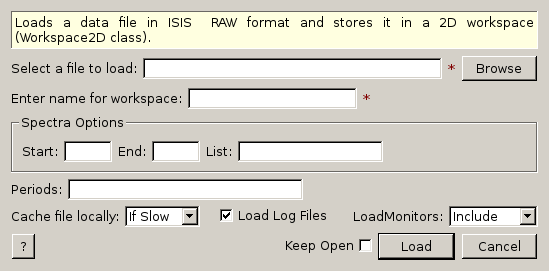 Loads a data file in ISIS RAW format and stores it in a 2D workspace
(Workspace2D class).
Select a file to load: * Browse
Enter name for workspace: *
Spectra Options
Start: End: List:
Periods:
Cache file locally: If Slow Load Log Files LoadMonitors: Include
? Keep Open Load Cancel